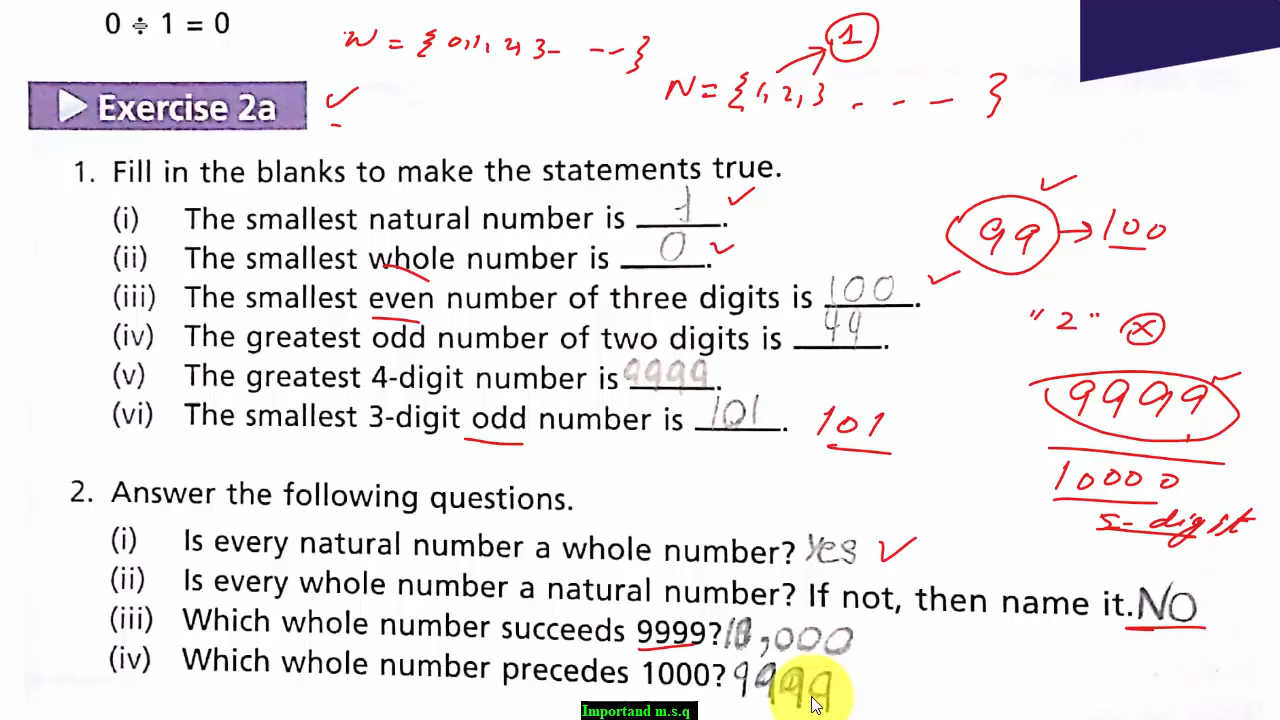 0 ÷ 1 = 0
W = {0,1, 2, 3- - -- }
1
N = {1, 2, 3 . - - - }
Exercise 2a
1. Fill in the blanks to make the statements true.
(i) The smallest natural number is 1.
(ii) The smallest whole number is 0.
(iii) The smallest even number of three digits is 100.
(iv) The greatest odd number of two digits is 99.
(v) The greatest 4-digit number is 9999.
(vi) The smallest 3-digit odd number is 101. 101
99 → 100
"2" x
9999
10000
5-digit
2. Answer the following questions.
(i) Is every natural number a whole number? Yes
(ii) Is every whole number a natural number? If not, then name it. NO
(iii) Which whole number succeeds 9999? 10,000
(iv) Which whole number precedes 1000? 9999
Importand m.s.q